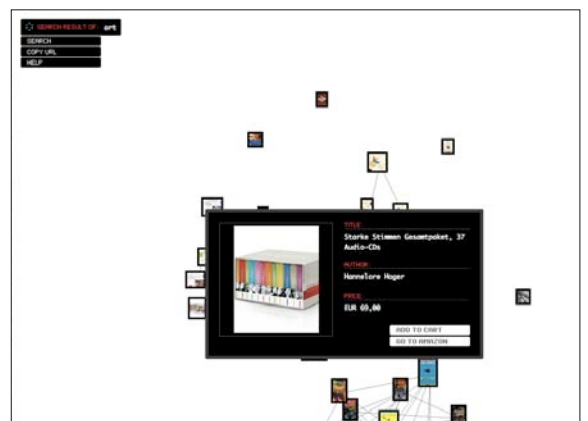 SEARCH RESULT OF: art
SEARCH
COPY URL
HELP
TITLE:
Starke Stimmen Gesamtpaket, 37
Audio-CDs
AUTHOR:
Hannelore Hoger
PRICE:
EUR 69,00
ADD TO CART
GO TO AMAZON